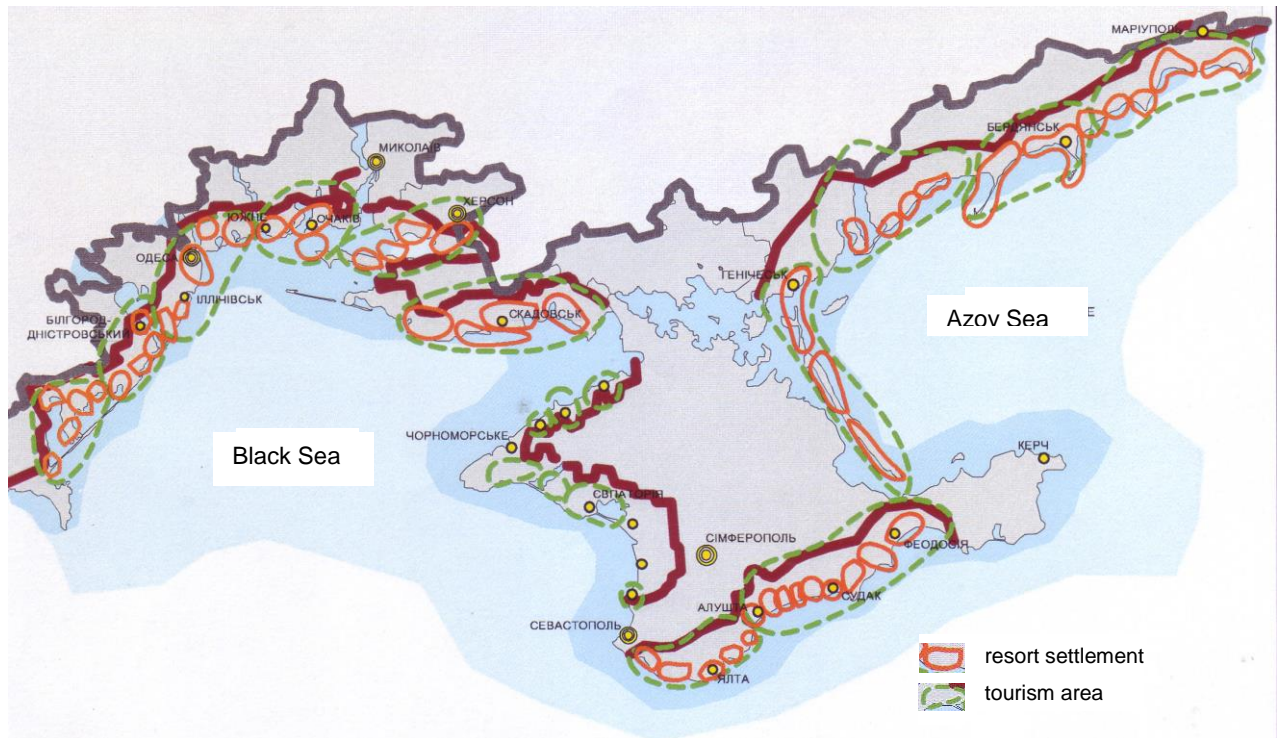 МАРІУПОЛЬ
БЕРДЯНСЬК
МИКОЛАЇВ
ХЕРСОН
ЮЖНЕ
ОЧАКІВ
ОДЕСА
ІЛЛІЧІВСЬК
БІЛГОРОД-
ДНІСТРОВСЬКИЙ
ГЕНІЧЕСЬК
СКАДОВСЬК
Azov Sea
Е
Black Sea
ЧОРНОМОРСЬКЕ
КЕРЧ
ЄВПАТОРІЯ
СІМФЕРОПОЛЬ
ФЕОДОСІЯ
СУДАК
АЛУШТА
СЕВАСТОПОЛЬ
ЯЛТА
resort settlement
tourism area